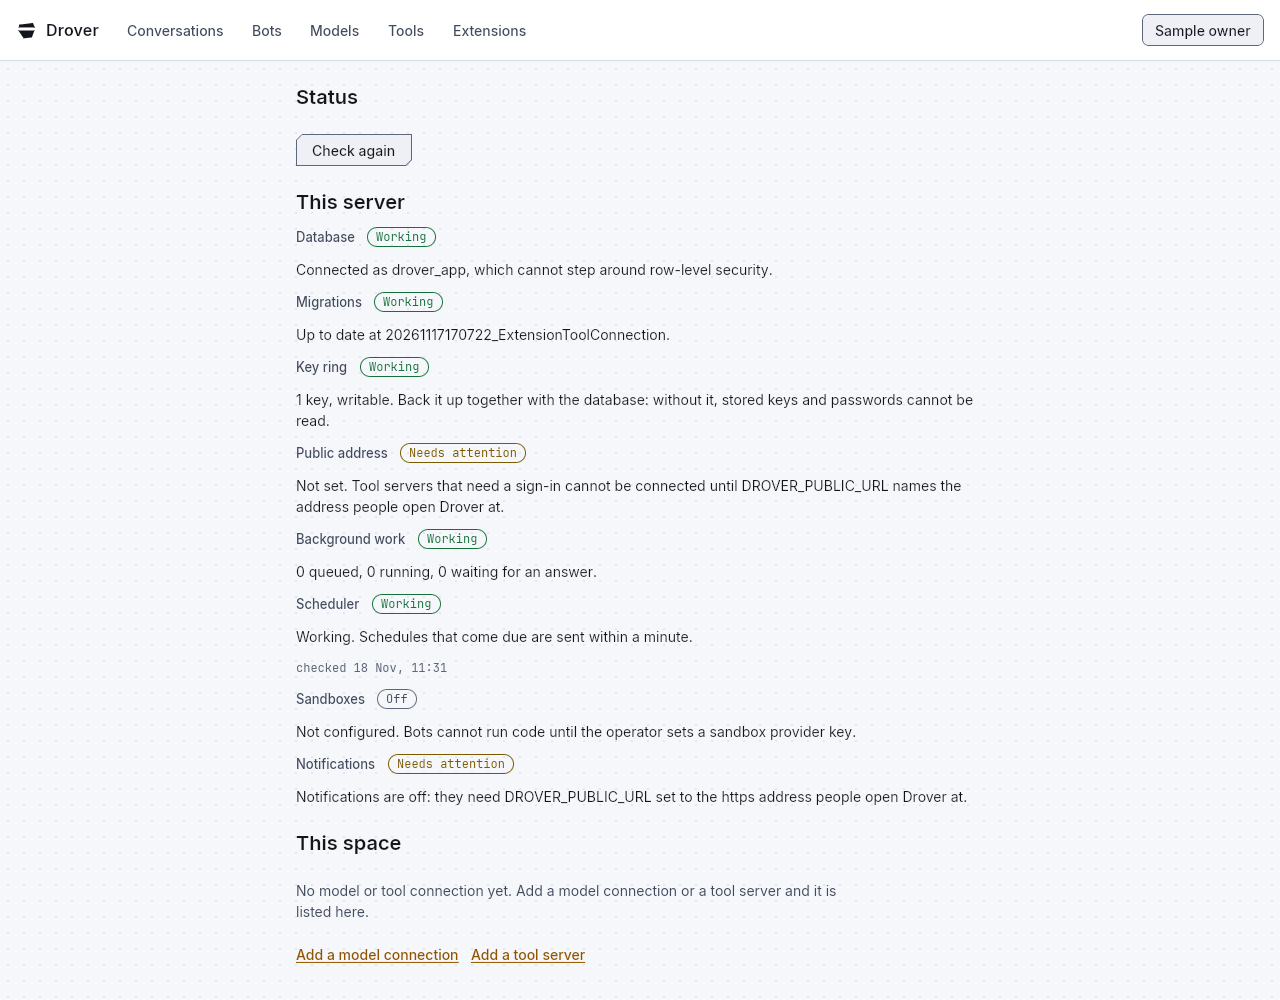 Drover
Conversations
Bots
Models
Tools
Extensions
Sample owner
Status
Check again
This server
Database Working
Connected as drover_app, which cannot step around row-level security.
Migrations Working
Up to date at 20261117170722_ExtensionToolConnection.
Key ring Working
1 key, writable. Back it up together with the database: without it, stored keys and passwords cannot be
read.
Public address Needs attention
Not set. Tool servers that need a sign-in cannot be connected until DROVER_PUBLIC_URL names the
address people open Drover at.
Background work Working
0 queued, 0 running, 0 waiting for an answer.
Scheduler Working
Working. Schedules that come due are sent within a minute.
checked 18 Nov, 11:31
Sandboxes Off
Not configured. Bots cannot run code until the operator sets a sandbox provider key.
Notifications Needs attention
Notifications are off: they need DROVER_PUBLIC_URL set to the https address people open Drover at.
This space
No model or tool connection yet. Add a model connection or a tool server and it is
listed here.
Add a model connection Add a tool server